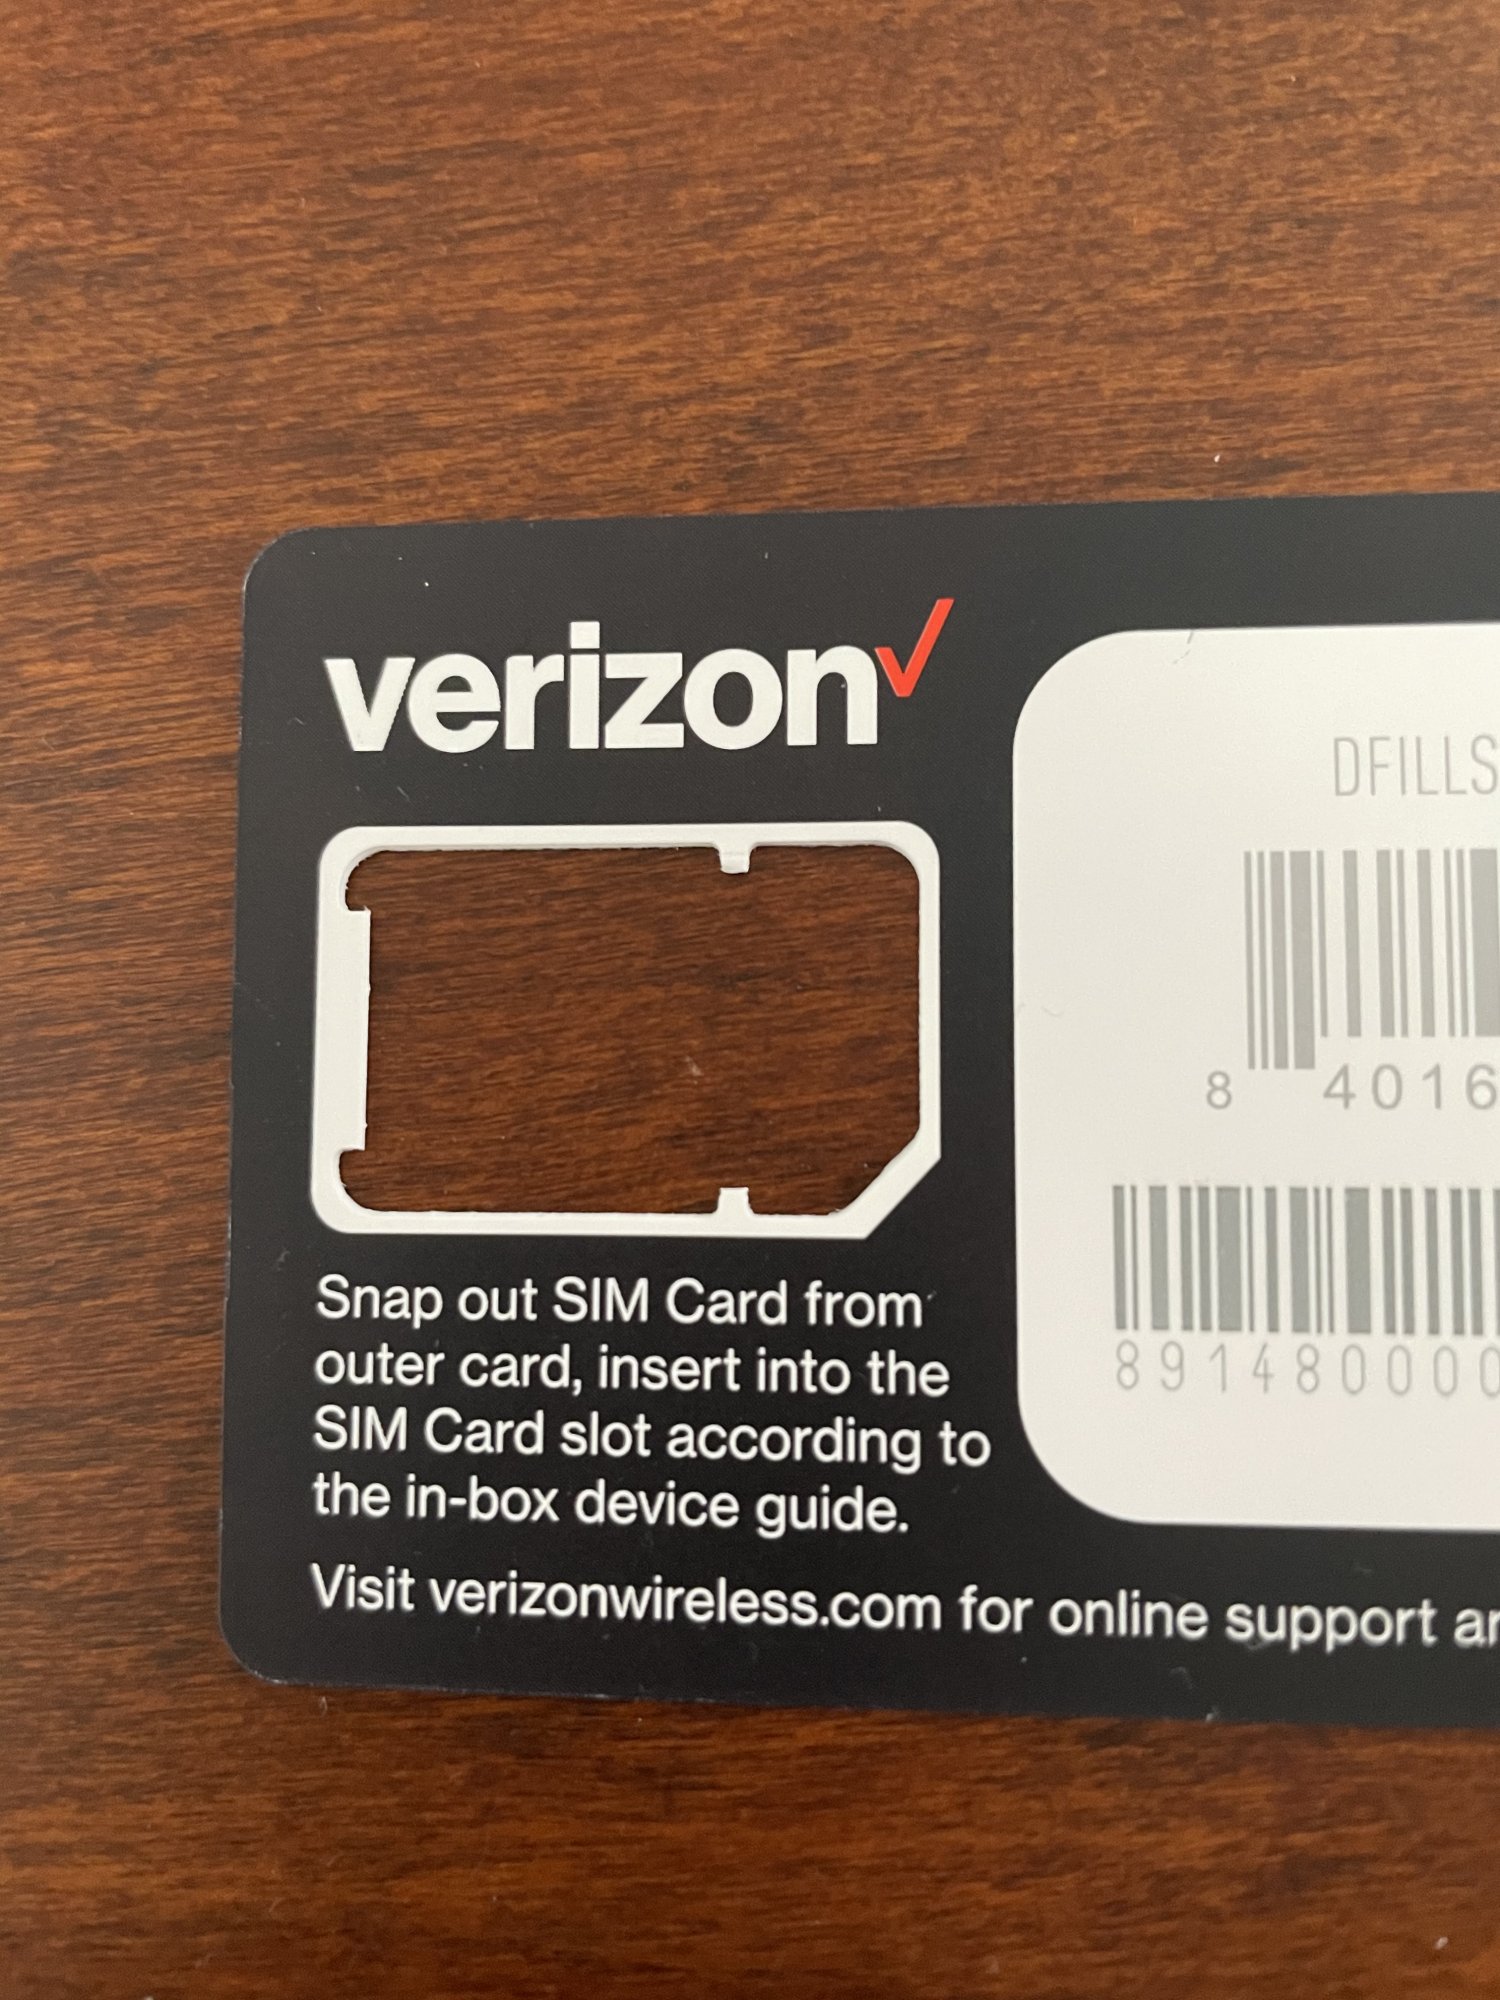 verizon
DFILLS
8 4016
891480000
Snap out SIM Card from
outer card, insert into the
SIM Card slot according to
the in-box device guide.
Visit verizonwireless.com for online support